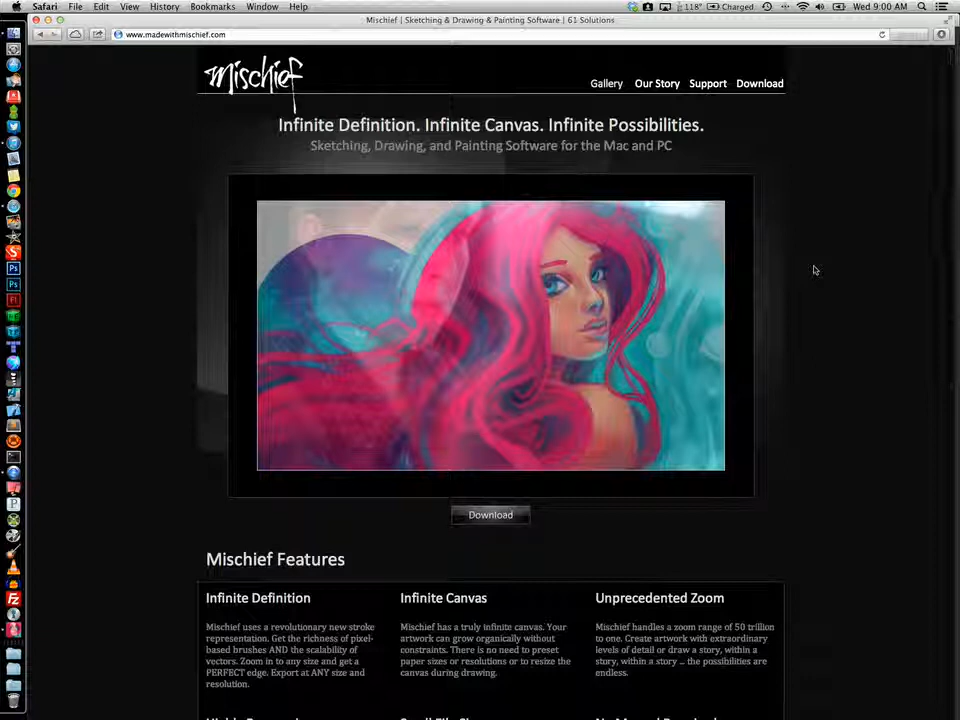 Safari File Edit View History Bookmarks Window Help
118° Charged Wed 9:00 AM
Mischief | Sketching & Drawing & Painting Software | 61 Solutions
www.madewithmischief.com
Mischief
Gallery Our Story Support Download
Infinite Definition. Infinite Canvas. Infinite Possibilities.
Sketching, Drawing, and Painting Software for the Mac and PC
Download
Mischief Features
Infinite Definition
Mischief uses a revolutionary new stroke
representation. Get the richness of pixel-
based brushes AND the scalability of
vectors. Zoom in to any size and get a
PERFECT edge. Export at ANY size and
resolution.
Infinite Canvas
Mischief has a truly infinite canvas. Your
artwork can grow organically without
constraints. There is no need to preset
paper sizes or resolutions or to resize the
canvas during drawing.
Unprecedented Zoom
Mischief handles a zoom range of 50 trillion
to one. Create artwork with extraordinary
levels of detail or draw a story, within a
story, within a story ... the possibilities are
endless.